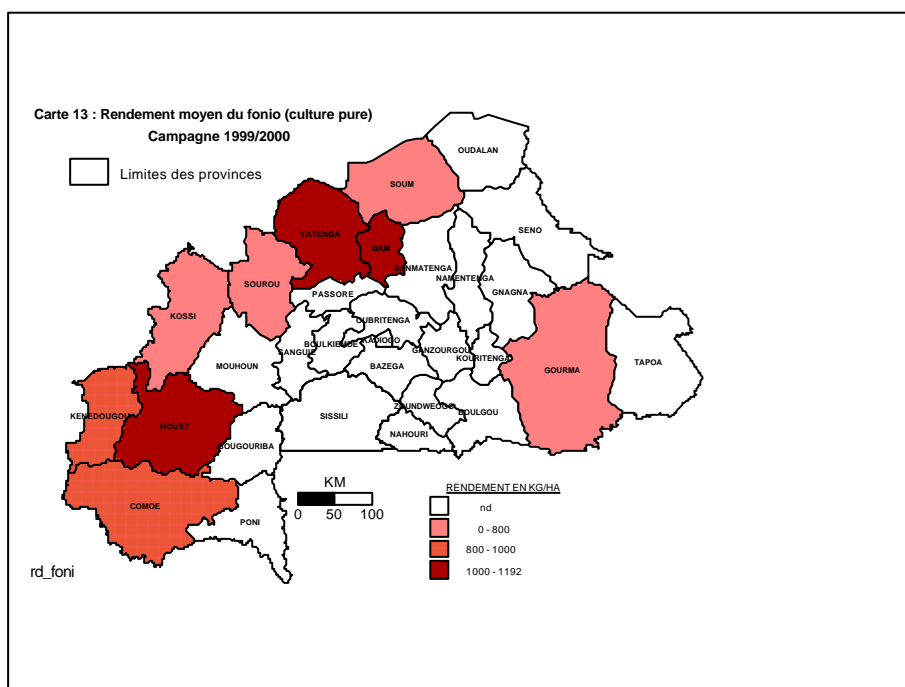 Carte 13 : Rendement moyen du fonio (culture pure)
Campagne 1999/2000
Limites des provinces
OUDALAN
SOUM
SENO
YATENGA
BAM
SANMATENGA
NAMENTENGA
GNAGNA
SOUROU
PASSORE
KOSSI
OUBRITENGA
BOULKIEMDE
KADIOGO
SANGUIE
GANZOURGOU
KOURITENGA
MOUHOUN
BAZEGA
GOURMA
TAPOA
KENEDOUGOU
ZOUNDWEOGO
BOULGOU
SISSILI
HOUET
NAHOURI
BOUGOURIBA
COMOE
PONI
KM
0 50 100
RENDEMENT EN KG/HA
nd
0 - 800
800 - 1000
1000 - 1192
rd_foni